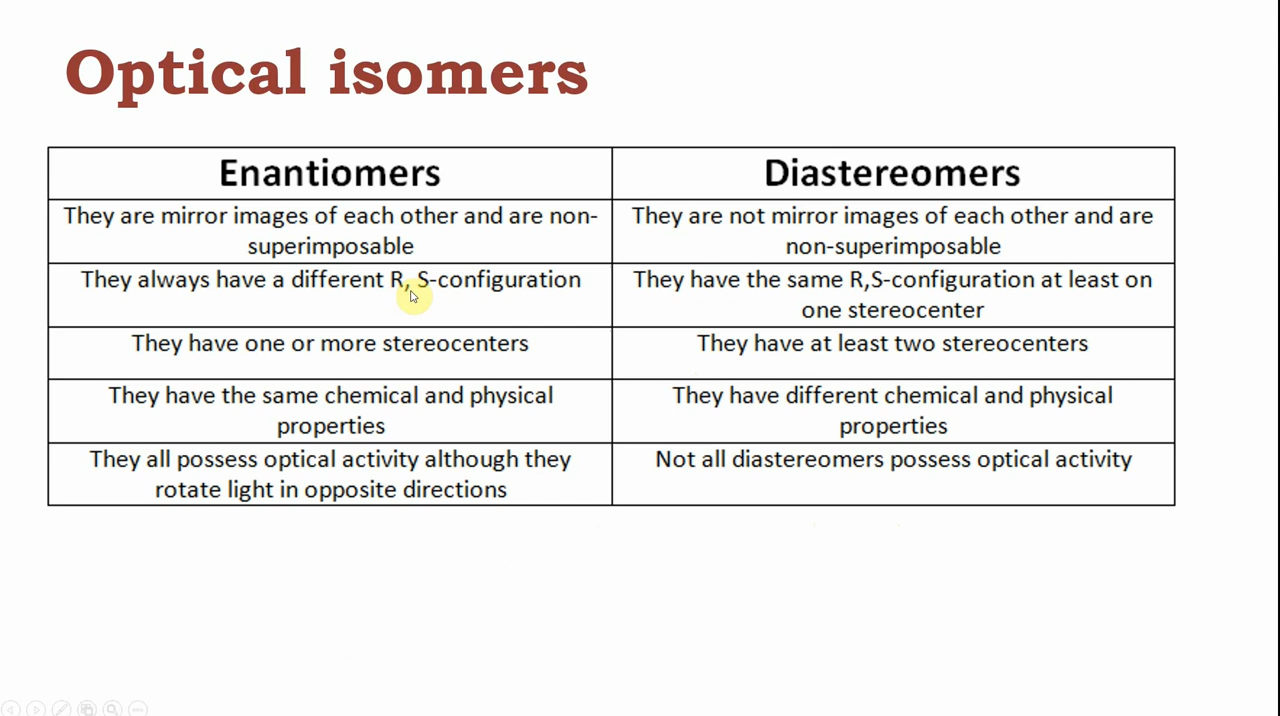 Optical isomers
Enantiomers
Diastereomers
They are mirror images of each other and are non-
superimposable
They are not mirror images of each other and are
non-superimposable
They always have a different R, S-configuration
They have the same R,S-configuration at least on
one stereocenter
They have one or more stereocenters
They have at least two stereocenters
They have the same chemical and physical
properties
They have different chemical and physical
properties
They all possess optical activity although they
rotate light in opposite directions
Not all diastereomers possess optical activity